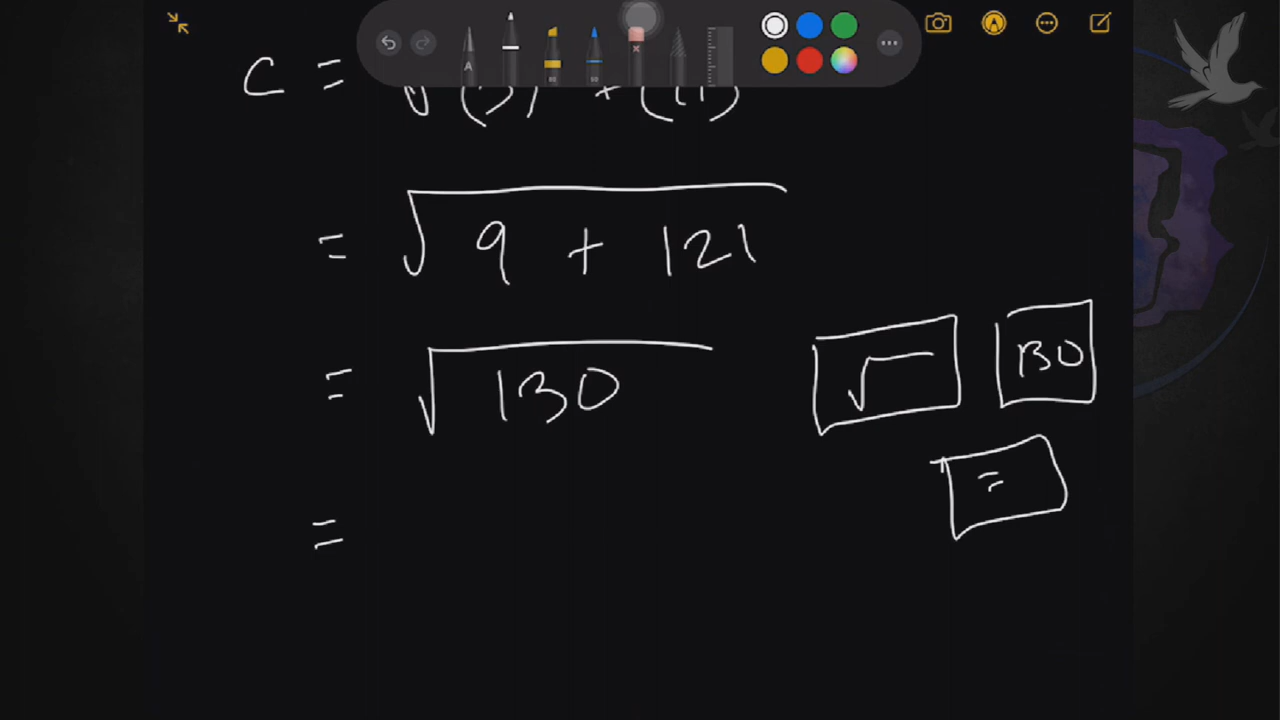 C =
= √9 + 121
= √130
√ 130
=
=